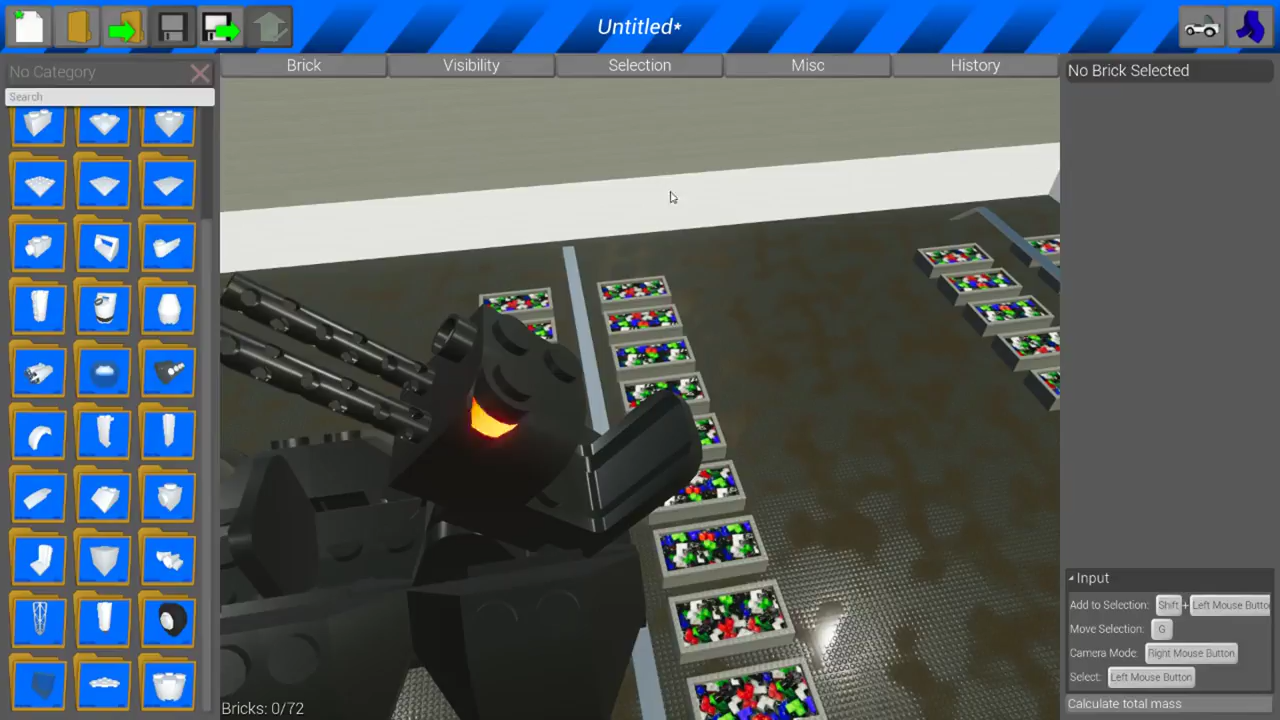 Untitled*
No Category
Search
Brick
Visibility
Selection
Misc
History
No Brick Selected
Bricks: 0/72
Input
Add to Selection: Shift + Left Mouse Butto
Move Selection: G
Camera Mode: Right Mouse Button
Select: Left Mouse Button
Calculate total mass